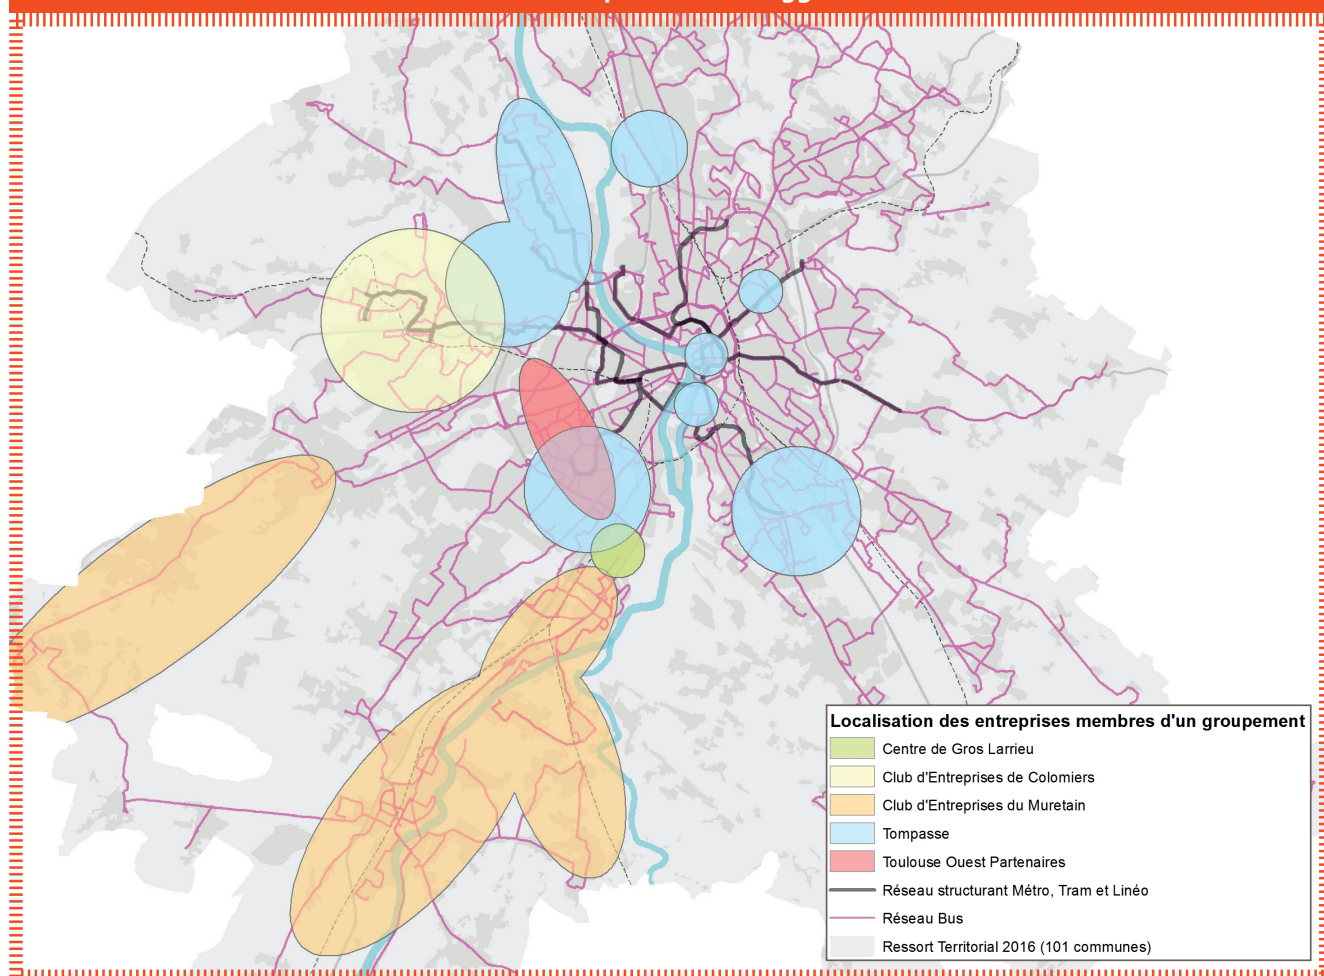 Localisation des entreprises membres d'un groupement
Centre de Gros Larrieu
Club d'Entreprises de Colomiers
Club d'Entreprises du Muretain
Tompasse
Toulouse Ouest Partenaires
Réseau structurant Métro, Tram et Linéo
Réseau Bus
Ressort Territorial 2016 (101 communes)